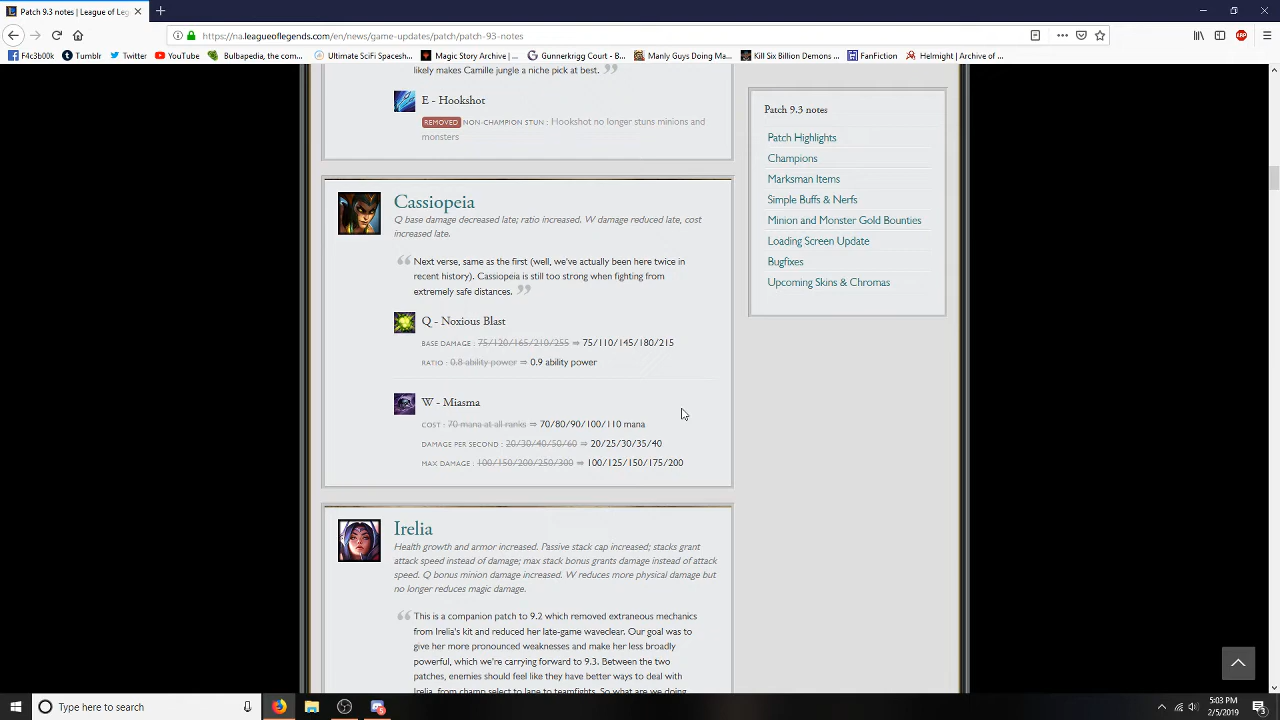 Patch 9.3 notes | League of Leg
https://na.leagueoflegends.com/en/news/game-updates/patch/patch-93-notes
F4c3b00k Tumblr Twitter YouTube Bulbapedia, the co... Ultimate SciFi Spacesh... Magic Story Archive |... Gunnerkrigg Court - B... Manly Guys Doing Ma... Kill Six Billion Demons ... FanFiction Helmight | Archive of ...
likely makes Camille jungle a niche pick at best.
E - Hookshot
REMOVED NON-CHAMPION STUN : Hookshot no longer stuns minions and
monsters
Cassiopeia
Q base damage decreased late; ratio increased. W damage reduced late, cost
increased late.
Next verse, same as the first (well, we've actually been here twice in
recent history). Cassiopeia is still too strong when fighting from
extremely safe distances.
Q - Noxious Blast
BASE DAMAGE : 75/120/165/210/255 ⇒ 75/110/145/180/215
RATIO : 0.8 ability power ⇒ 0.9 ability power
W - Miasma
COST : 70 mana at all ranks ⇒ 70/80/90/100/110 mana
DAMAGE PER SECOND : 20/30/40/50/60 ⇒ 20/25/30/35/40
MAX DAMAGE : 100/150/200/250/300 ⇒ 100/125/150/175/200
Irelia
Health growth and armor increased. Passive stack cap increased; stacks grant
attack speed instead of damage; max stack bonus grants damage instead of attack
speed. Q bonus minion damage increased. W reduces more physical damage but
no longer reduces magic damage.
This is a companion patch to 9.2 which removed extraneous mechanics
from Irelia's kit and reduced her late-game waveclear. Our goal was to
give her more pronounced weaknesses and make her less broadly
powerful, which we're carrying forward to 9.3. Between the two
patches, enemies should feel like they have better ways to deal with
Irelia, from champ select to lane to teamfights. So what are we doing
Patch 9.3 notes
Patch Highlights
Champions
Marksman Items
Simple Buffs & Nerfs
Minion and Monster Gold Bounties
Loading Screen Update
Bugfixes
Upcoming Skins & Chromas
Type here to search
5:03 PM
2/5/2019